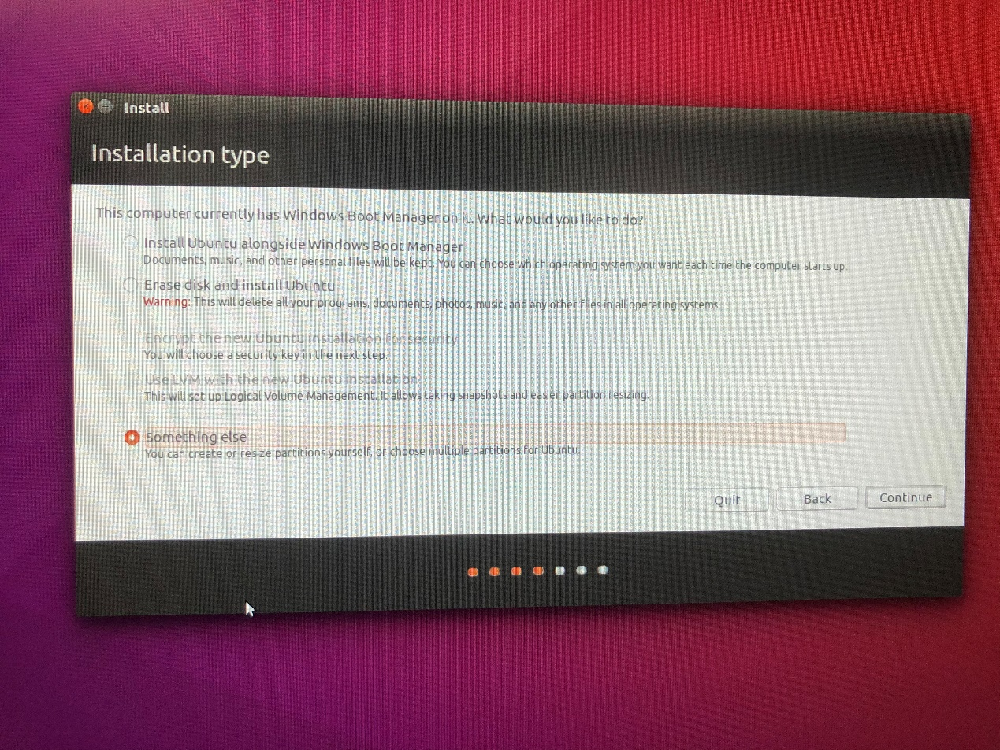 Install
Installation type
This computer currently has Windows Boot Manager on it. What would you like to do?
Install Ubuntu alongside Windows Boot Manager
Documents, music, and other personal files will be kept. You can choose which operating system you want each time the computer starts up.
Erase disk and install Ubuntu
Warning: This will delete all your programs, documents, photos, music, and any other files in all operating systems.
Encrypt the new Ubuntu installation for security
You will choose a security key in the next step.
Use LVM with the new Ubuntu installation
This will set up Logical Volume Management. It allows taking snapshots and easier partition resizing.
Something else
You can create or resize partitions yourself, or choose multiple partitions for Ubuntu.
Quit Back Continue